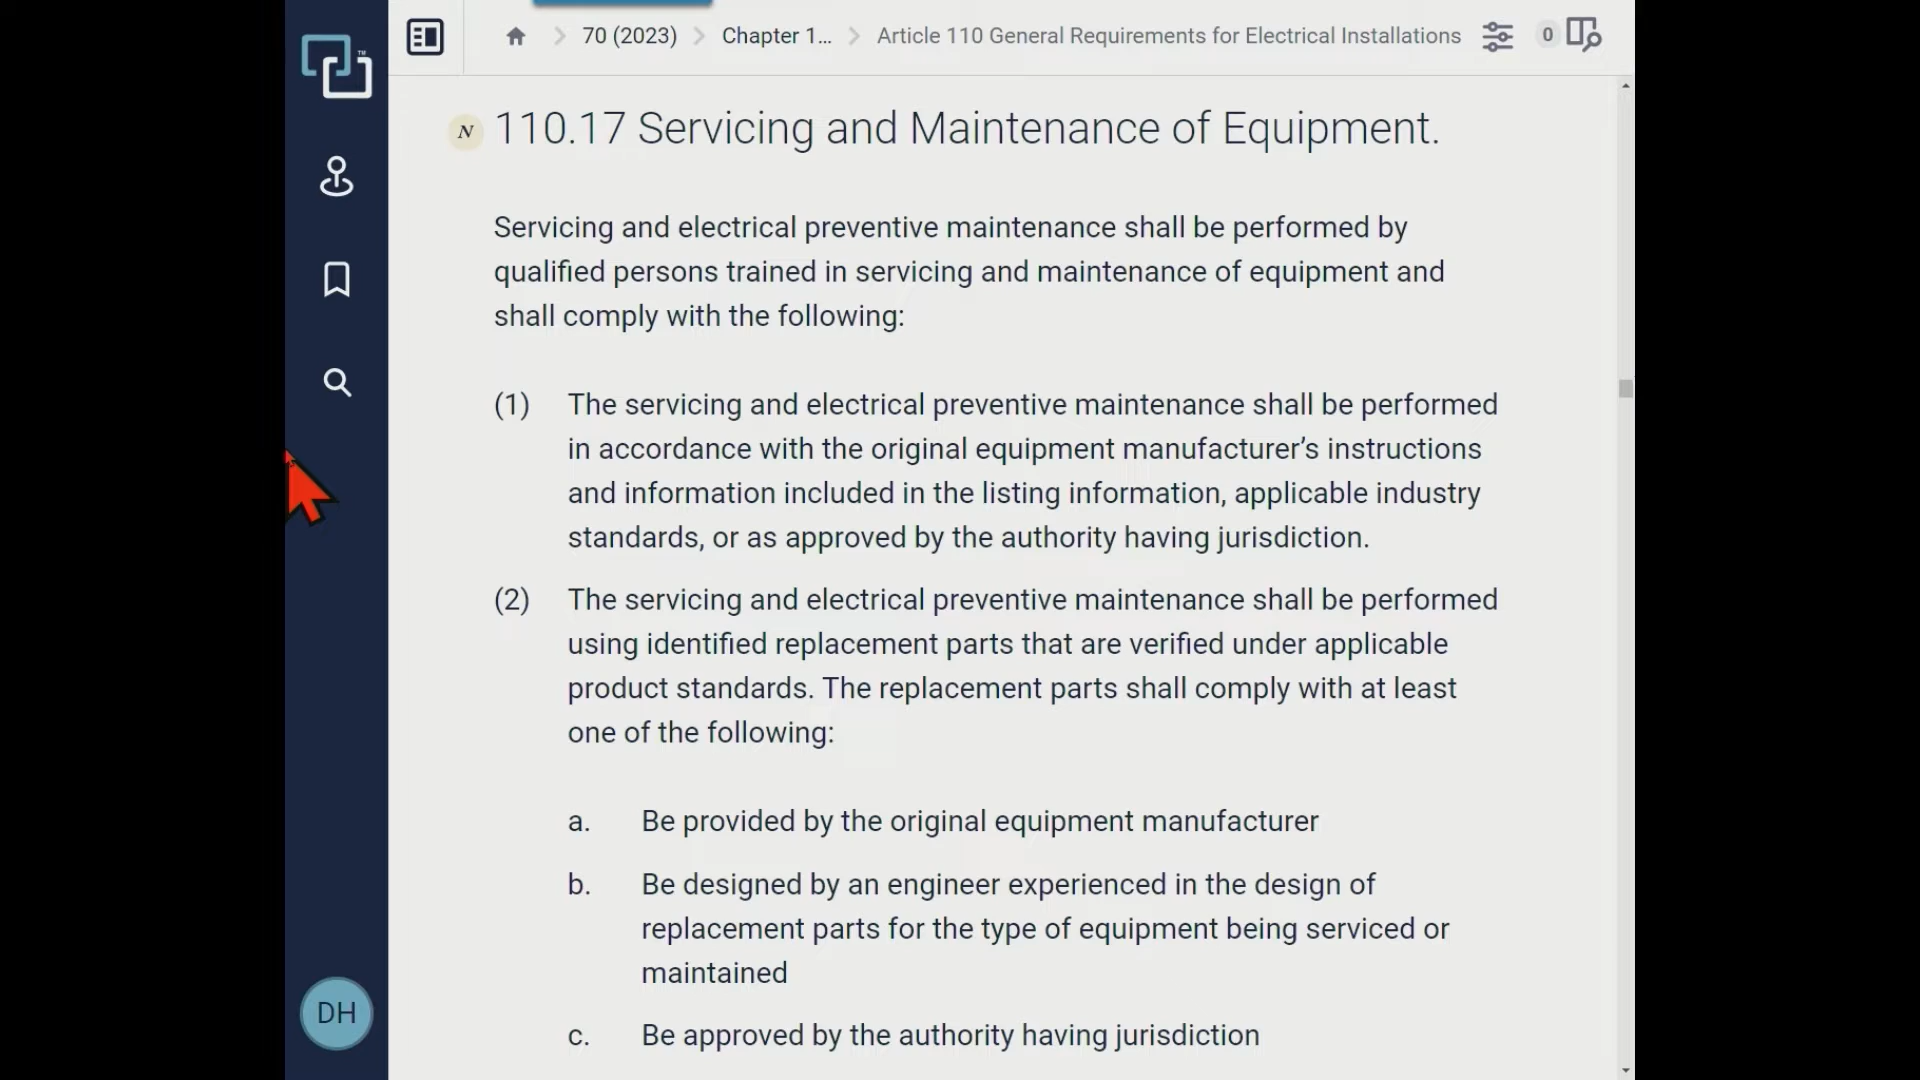 70 (2023) Chapter 1... Article 110 General Requirements for Electrical Installations 0
™
N 110.17 Servicing and Maintenance of Equipment.
Servicing and electrical preventive maintenance shall be performed by
qualified persons trained in servicing and maintenance of equipment and
shall comply with the following:
(1) The servicing and electrical preventive maintenance shall be performed
in accordance with the original equipment manufacturer’s instructions
and information included in the listing information, applicable industry
standards, or as approved by the authority having jurisdiction.
(2) The servicing and electrical preventive maintenance shall be performed
using identified replacement parts that are verified under applicable
product standards. The replacement parts shall comply with at least
one of the following:
a. Be provided by the original equipment manufacturer
b. Be designed by an engineer experienced in the design of
replacement parts for the type of equipment being serviced or
maintained
c. Be approved by the authority having jurisdiction
DH